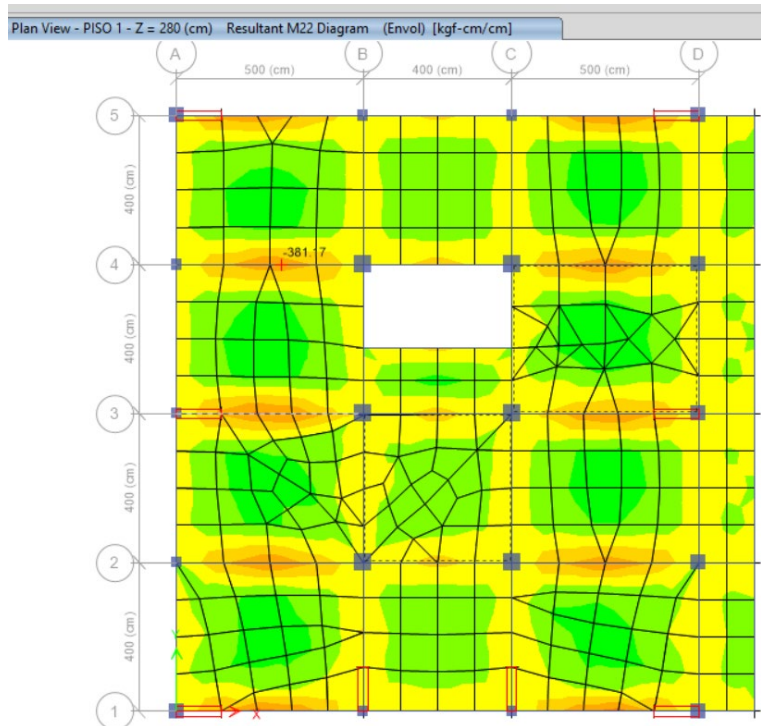 Plan View - PISO 1 - Z = 280 (cm) Resultant M22 Diagram (Envol) [kgf-cm/cm]
A B C D
500 (cm) 400 (cm) 500 (cm)
5
400 (cm)
4
-381.17
400 (cm)
3
400 (cm)
2
400 (cm)
Y
1
X